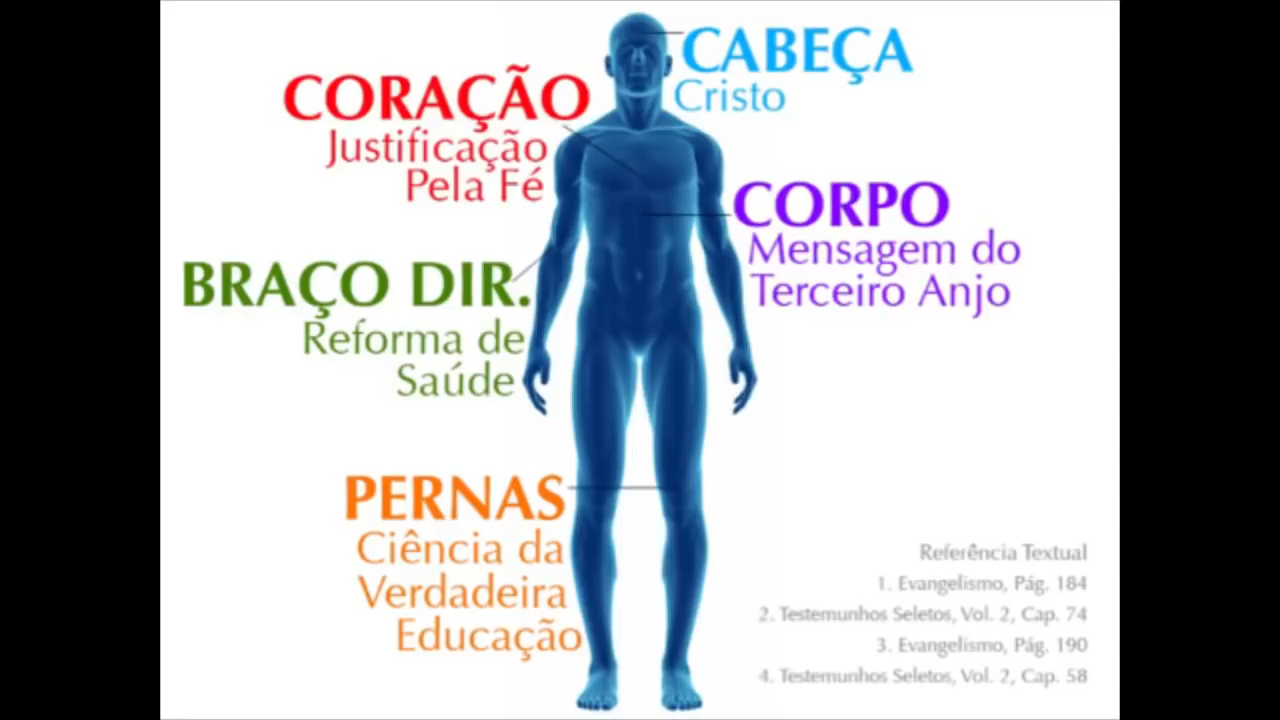 CABEÇA
Cristo
CORAÇÃO
Justificação
Pela Fé
CORPO
Mensagem do
Terceiro Anjo
BRAÇO DIR.
Reforma de
Saúde
PERNAS
Ciência da
Verdadeira
Educação
Referência Textual
1. Evangelismo, Pág. 184
2. Testemunhos Seletos, Vol. 2, Cap. 74
3. Evangelismo, Pág. 190
4. Testemunhos Seletos, Vol. 2, Cap. 58